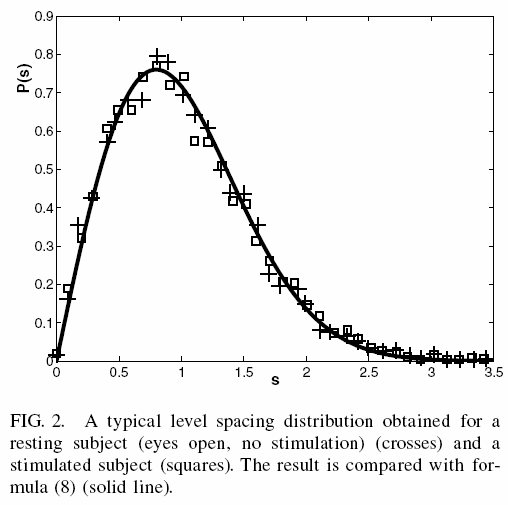 0.9
0.8
0.7
0.6
0.5
0.4
0.3
0.2
0.1
0
P(s)
0 0.5 1 1.5 2 2.5 3 3.5
s
FIG. 2. A typical level spacing distribution obtained for a
resting subject (eyes open, no stimulation) (crosses) and a
stimulated subject (squares). The result is compared with for-
mula (8) (solid line).